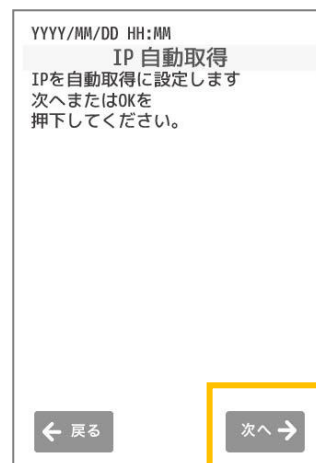 YYYY/MM/DD HH:MM
IP 自動取得
IPを自動取得に設定します
次へまたはOKを
押下してください。
← 戻る
次へ →